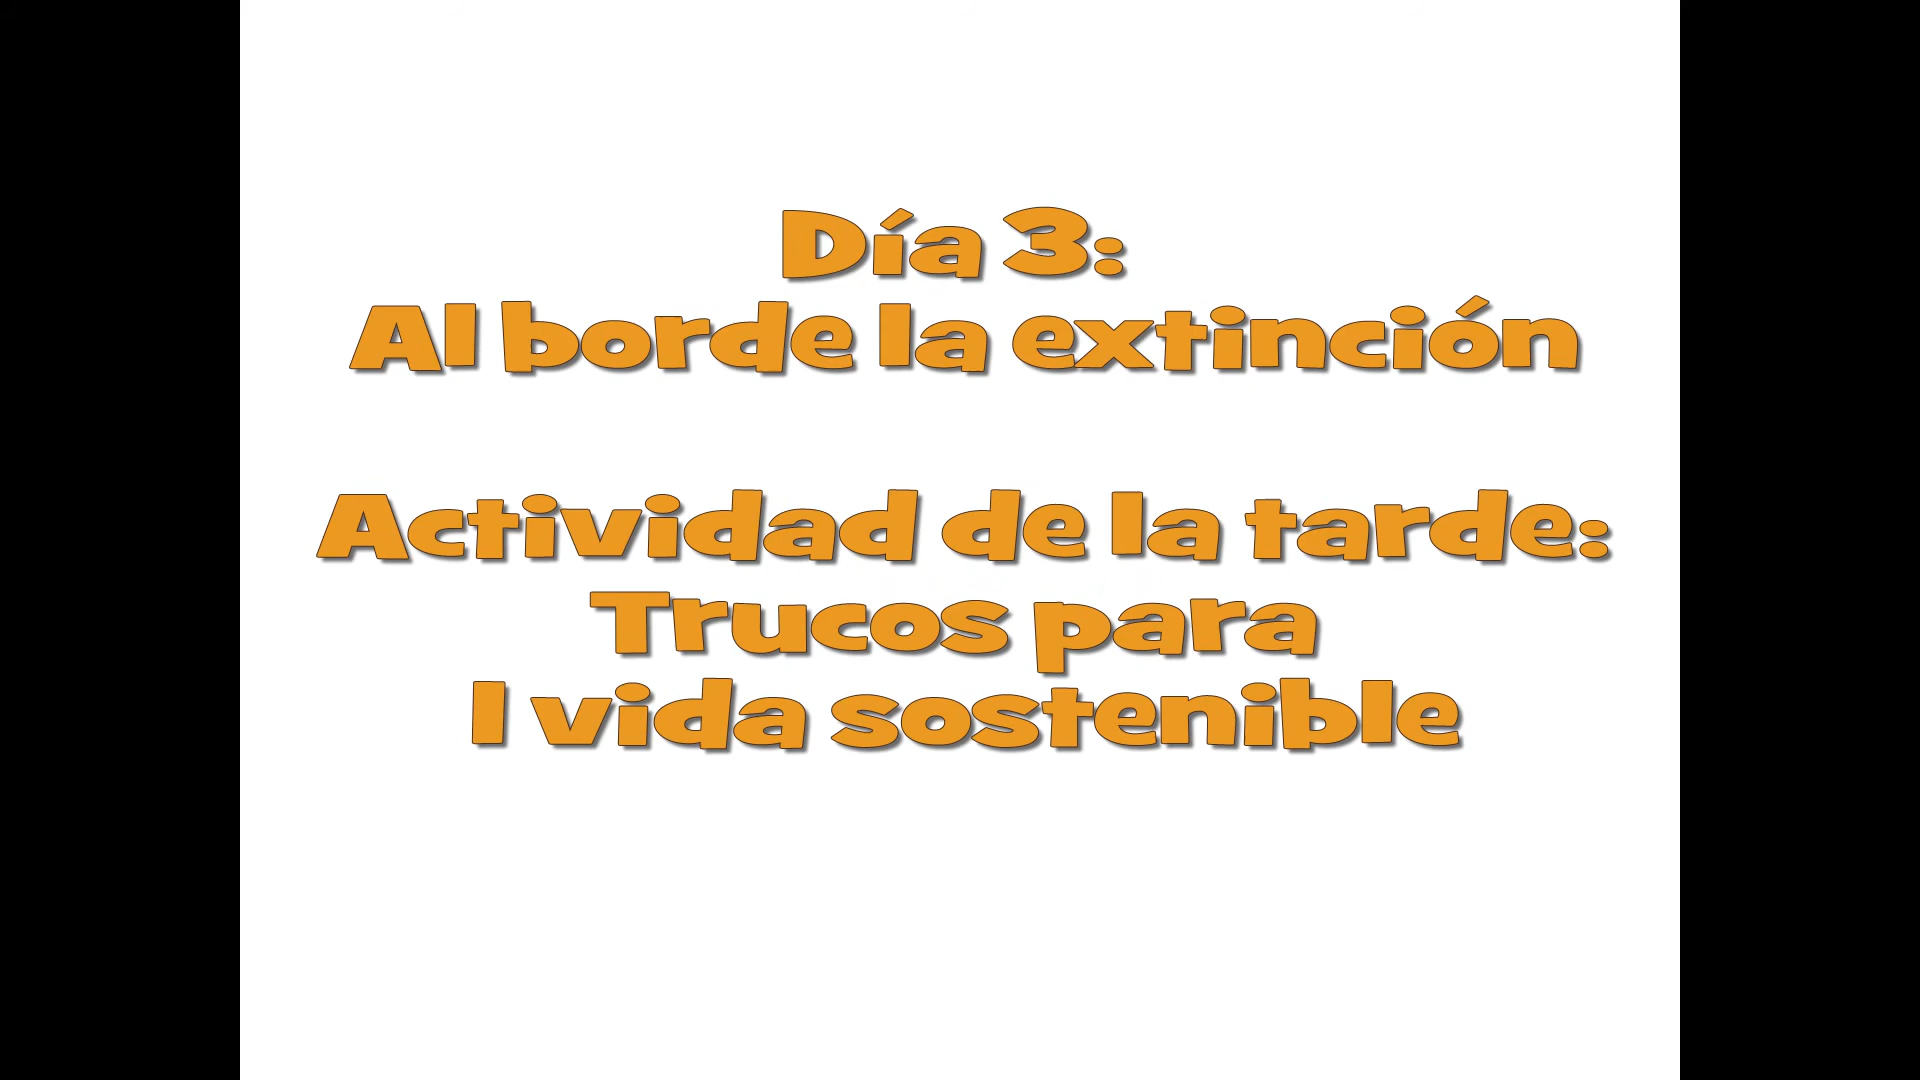 Día 3:
Al borde la extinción
Actividad de la tarde:
Trucos para
l vida sostenible